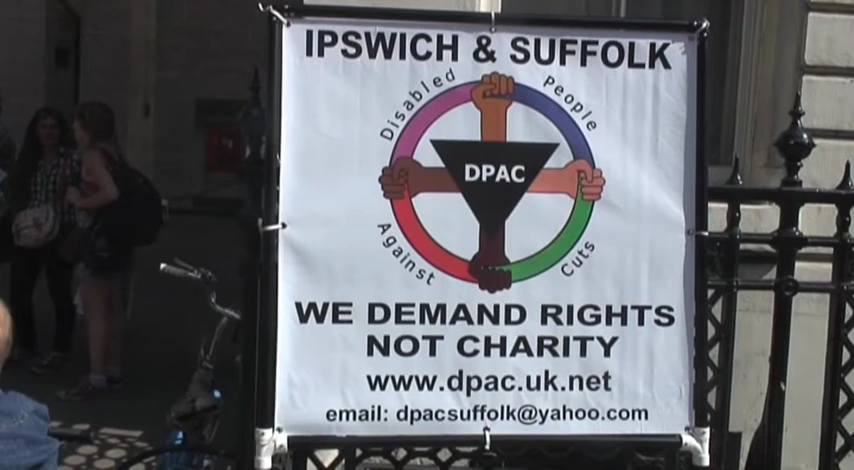 IPSWICH & SUFFOLK
Disabled People
DPAC
Against Cuts
WE DEMAND RIGHTS
NOT CHARITY
www.dpac.uk.net
email: dpacsuffolk@yahoo.com